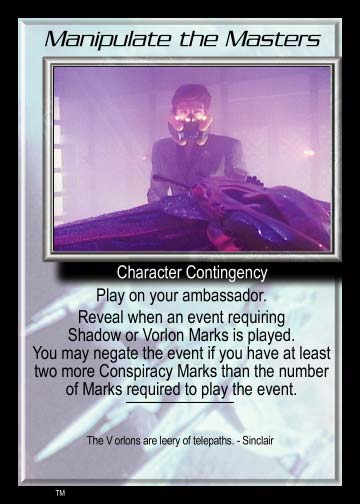 Manipulate the Masters
Character Contingency
Play on your ambassador.
Reveal when an event requiring
Shadow or Vorlon Marks is played.
You may negate the event if you have at least
two more Conspiracy Marks than the number
of Marks required to play the event.
The V orlons are leery of telepaths. - Sinclair
TM